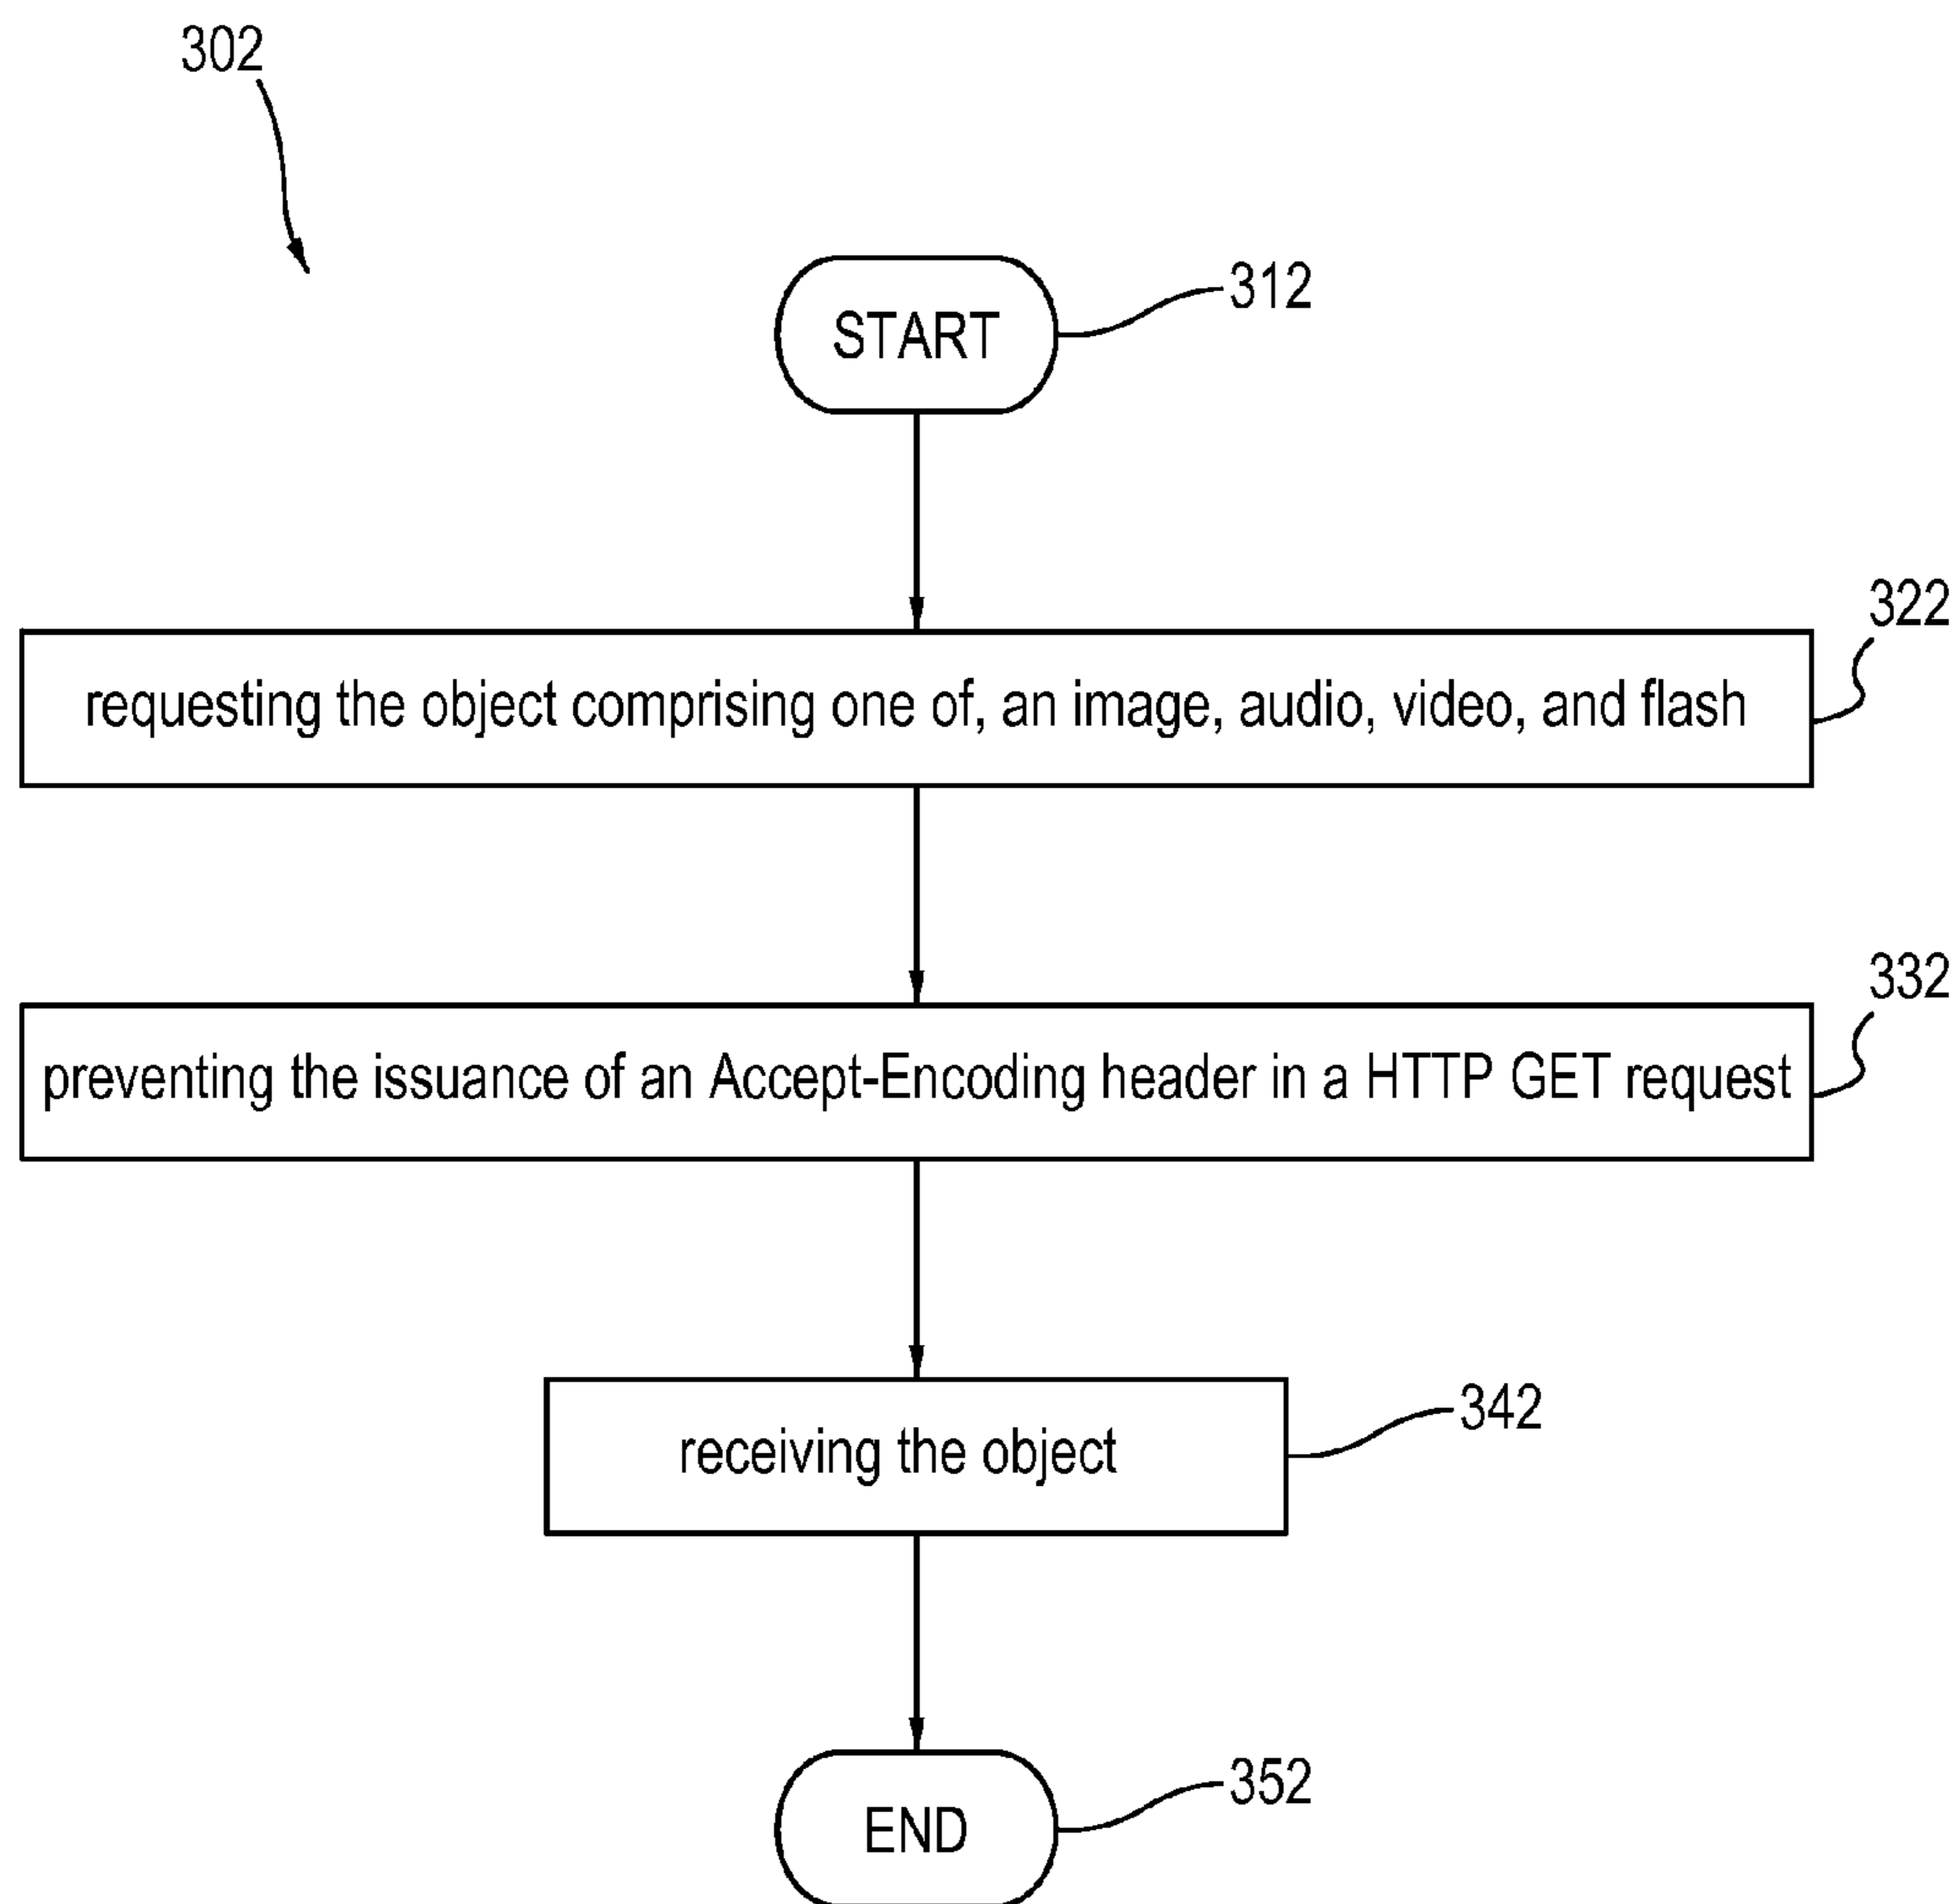 302
START
312
322
requesting the object comprising one of, an image, audio, video, and flash
332
preventing the issuance of an Accept-Encoding header in a HTTP GET request
342
receiving the object
352
END